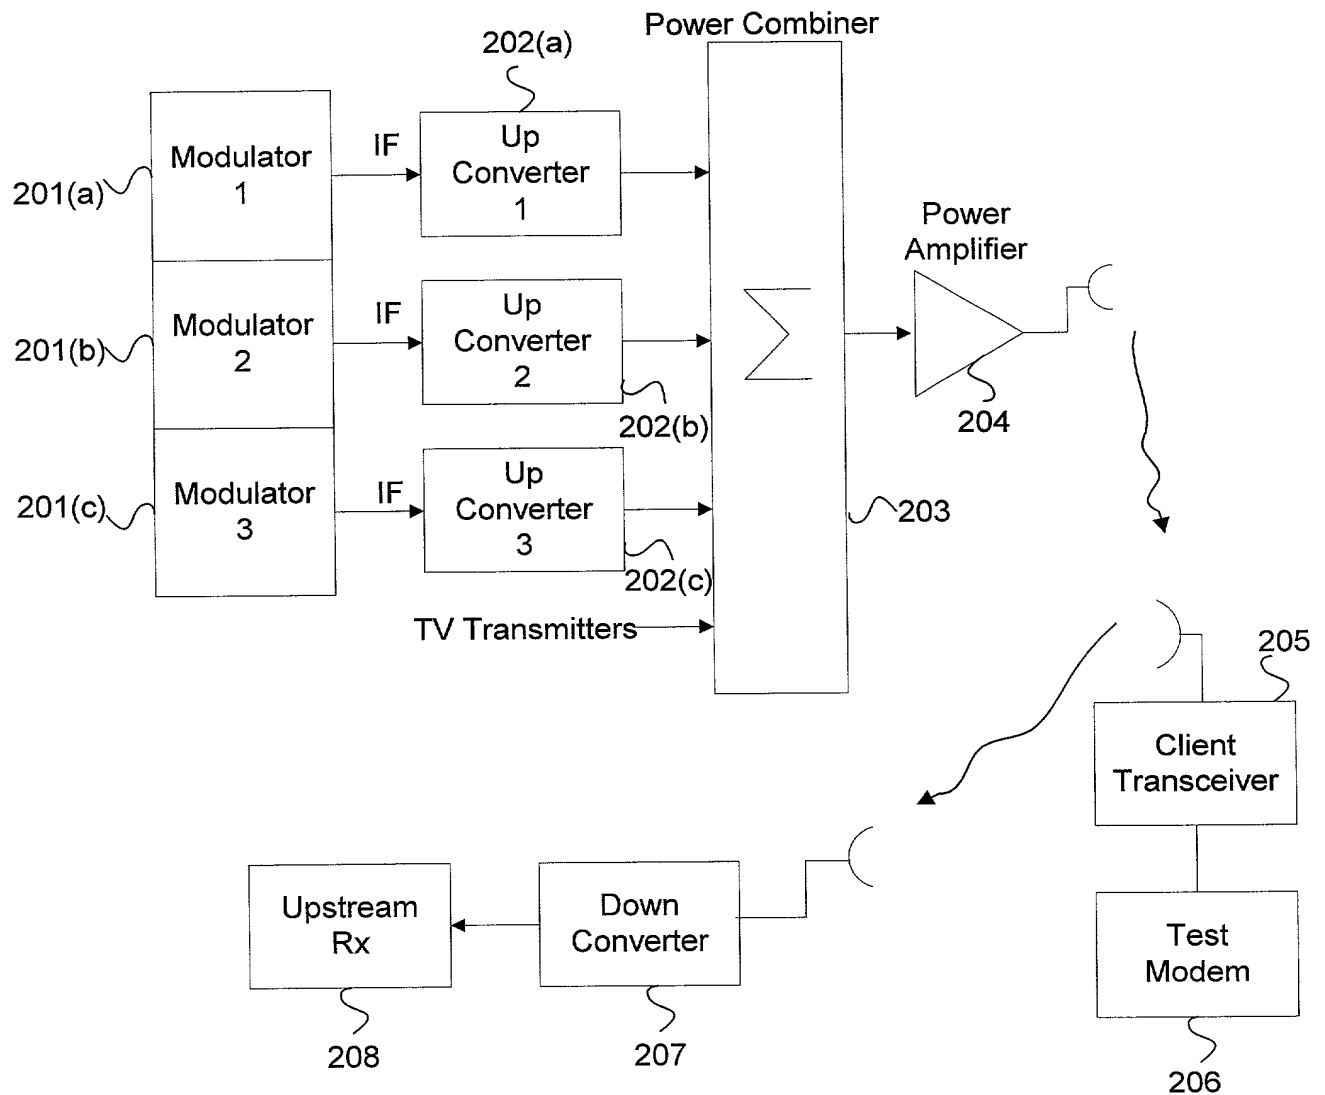 Power Combiner
202(a)
Modulator
1
IF
Up
Converter
1
201(a)
Power
Amplifier
Modulator
2
IF
Up
Converter
2
201(b)
Σ
204
202(b)
Modulator
3
IF
Up
Converter
3
201(c)
203
202(c)
TV Transmitters
205
Client
Transceiver
Upstream
Rx
Down
Converter
Test
Modem
208
207
206